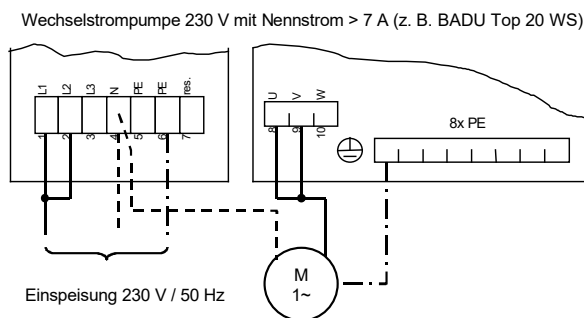 Wechselstrompumpe 230 V mit Nennstrom > 7 A (z. B. BADU Top 20 WS)
L1 L2 L3 N PE PE res.
1 2 3 4 5 6 7
U V W
8 9 10
8x PE
M
1~
Einspeisung 230 V / 50 Hz